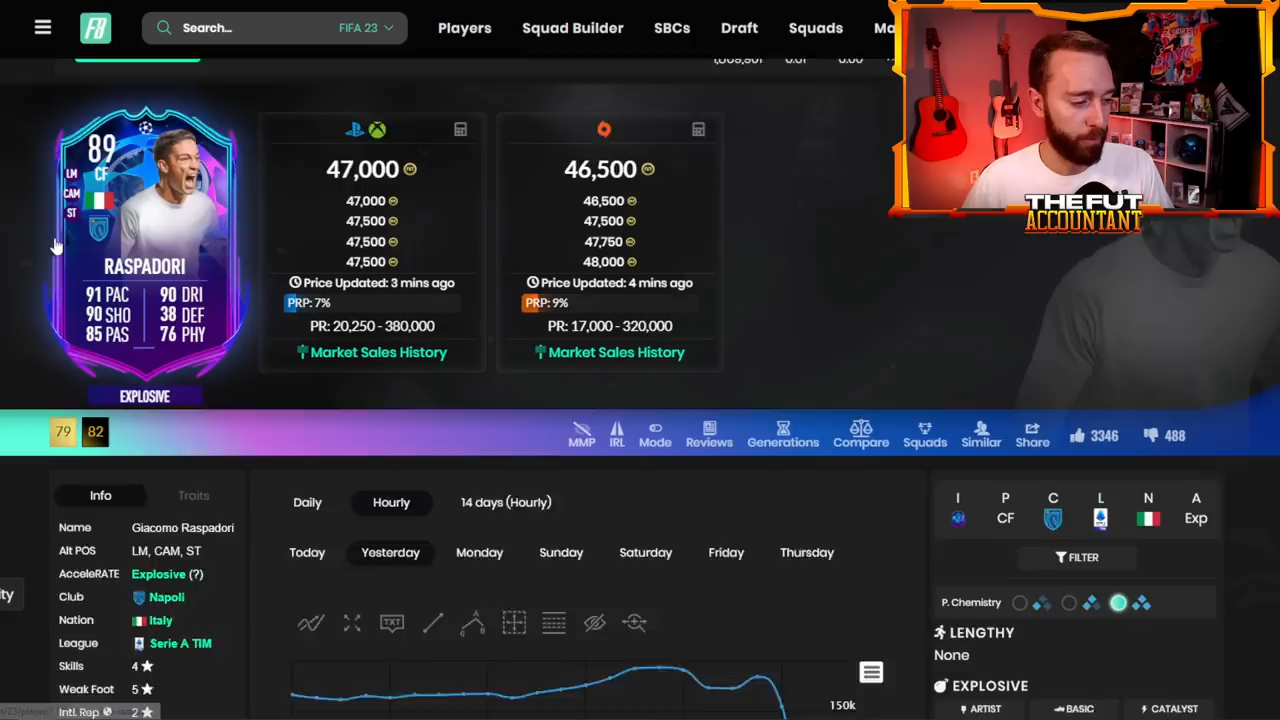 FB
Search...
FIFA 23
Players
Squad Builder
SBCs
Draft
Squads
Ma
89
CF
LM
CAM
ST
RASPADORI
91 PAC
90 DRI
90 SHO
38 DEF
85 PAS
76 PHY
EXPLOSIVE
47,000
47,000
47,500
47,500
47,500
Price Updated: 3 mins ago
PRP: 7%
PR: 20,250 - 380,000
Market Sales History
46,500
46,500
47,500
47,750
48,000
Price Updated: 4 mins ago
PRP: 9%
PR: 17,000 - 320,000
Market Sales History
THE FUT
ACCOUNTANT
79
82
MMP
IRL
Mode
Reviews
Generations
Compare
Squads
Similar
Share
3346
488
Info
Traits
Name
Giacomo Raspadori
Alt POS
LM, CAM, ST
AcceleRATE
Explosive (?)
Club
Napoli
Nation
Italy
League
Serie A TIM
Skills
4
Weak Foot
5
Intl. Rep
2
ty
Daily
Hourly
14 days (Hourly)
Today
Yesterday
Monday
Sunday
Saturday
Friday
Thursday
TXT
150k
I
P
C
L
N
A
CF
Exp
FILTER
P. Chemistry
LENGTHY
None
EXPLOSIVE
ARTIST
BASIC
CATALYST